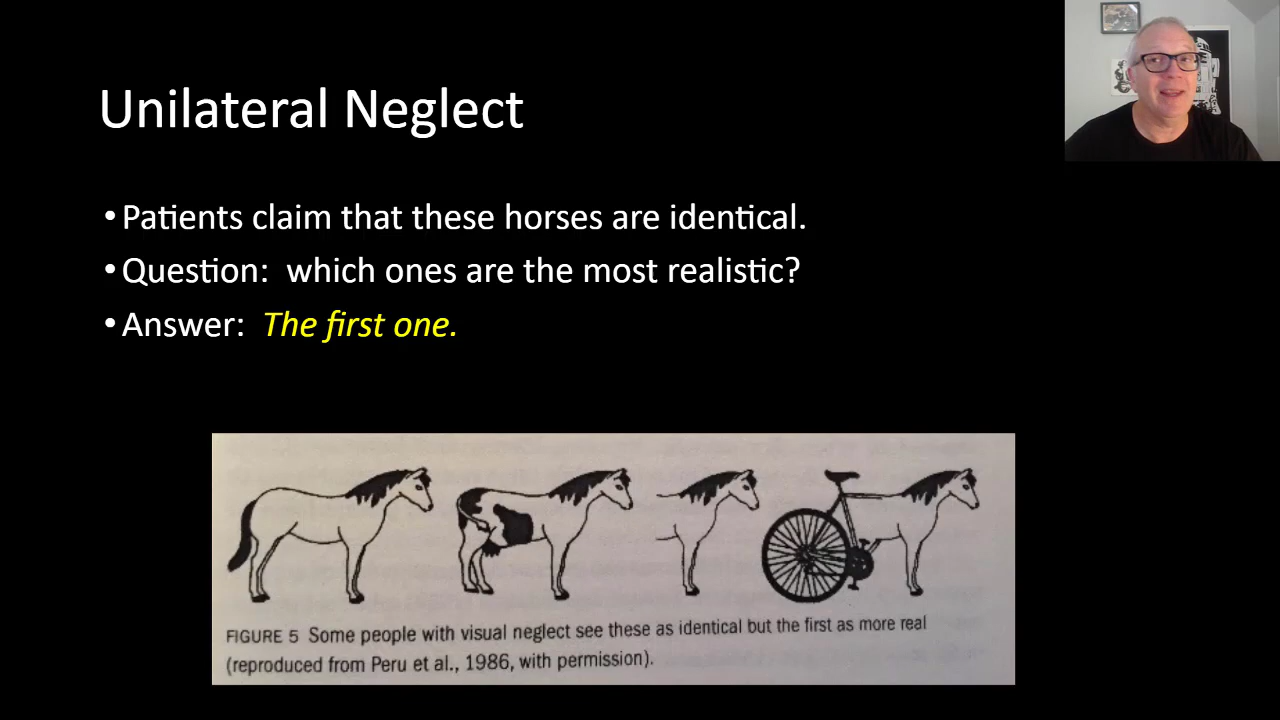 Unilateral Neglect
• Patients claim that these horses are identical.
• Question: which ones are the most realistic?
• Answer: The first one.
FIGURE 5 Some people with visual neglect see these as identical but the first as more real
(reproduced from Peru et al., 1986, with permission).